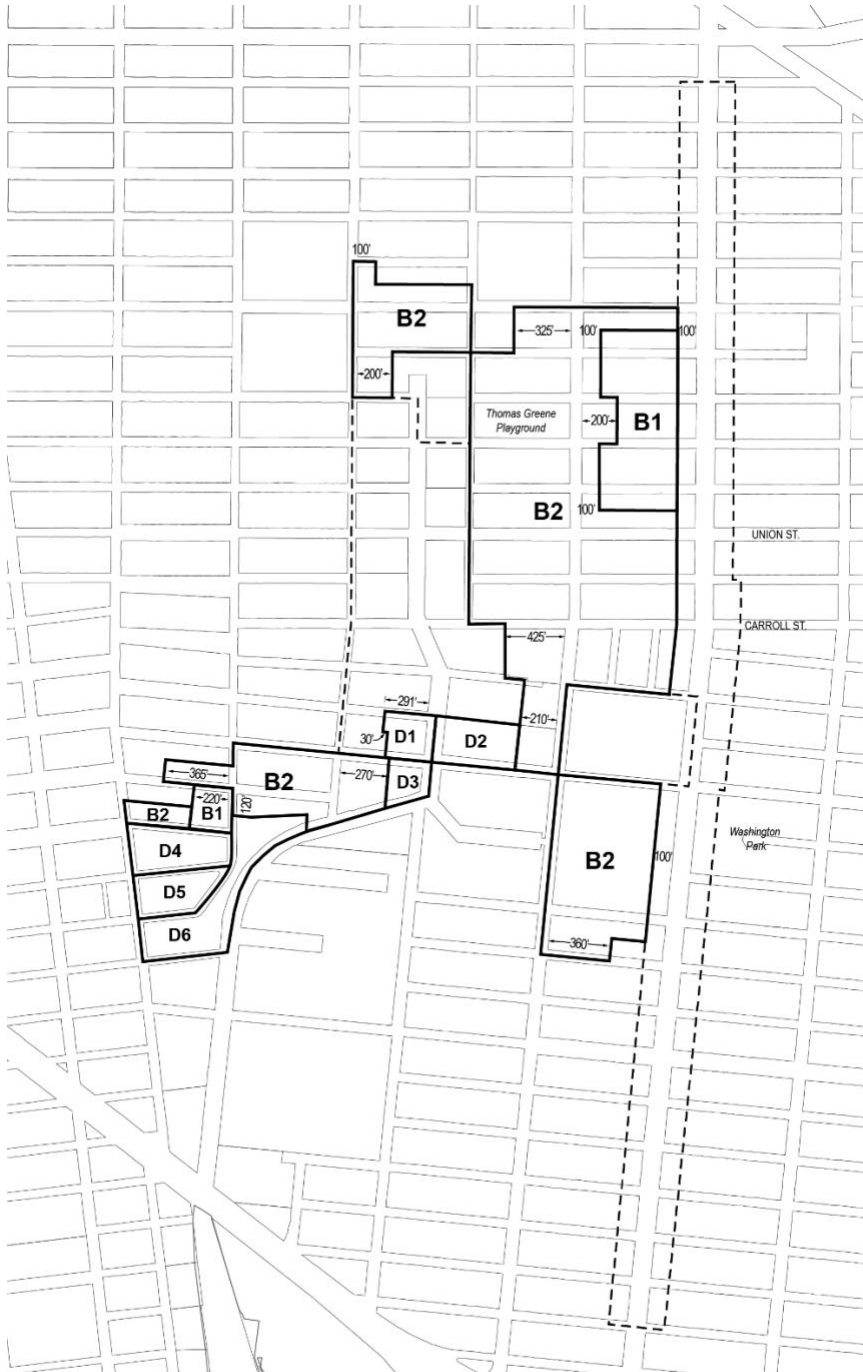 100'
B2
325'
100'
100'
200'
Thomas Greene
Playground
200'
B1
B2
100'
UNION ST.
CARROLL ST.
425'
291'
30'
D1
D2
210'
365'
B2
270'
D3
220'
B2
B1
120'
D4
Washington
Park
B2
100'
D5
D6
360'